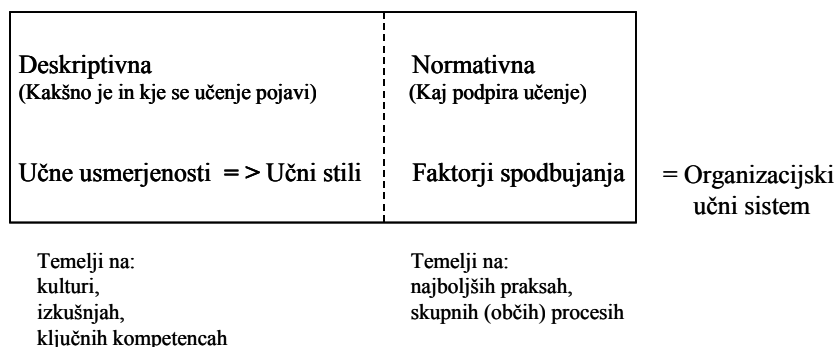 Deskriptivna
(Kakšno je in kje se učenje pojavi)
Normativna
(Kaj podpira učenje)
Učne usmerjenosti = > Učni stili
Faktorji spodbujanja
= Organizacijski
učni sistem
Temelji na:
kulturi,
izkušnjah,
ključnih kompetencah
Temelji na:
najboljših praksah,
skupnih (občih) procesih